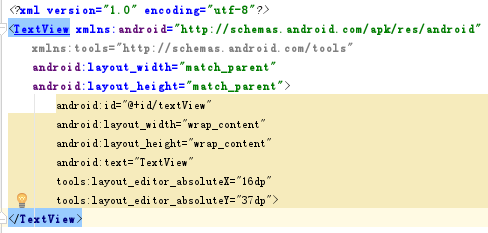 <?xml version="1.0" encoding="utf-8"?>
<TextView xmlns:android="http://schemas.android.com/apk/res/android"
xmlns:tools="http://schemas.android.com/tools"
android:layout_width="match_parent"
android:layout_height="match_parent">
android:id="@+id/textView"
android:layout_width="wrap_content"
android:layout_height="wrap_content"
android:text="TextView"
tools:layout_editor_absoluteX="16dp"
tools:layout_editor_absoluteY="37dp">
</TextView>